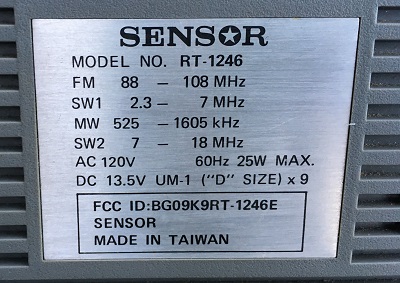 SENSOR
MODEL NO. RT-1246
FM 88 – 108 MHz
SW1 2.3 – 7 MHz
MW 525 – 1605 kHz
SW2 7 – 18 MHz
AC 120V 60Hz 25W MAX.
DC 13.5V UM-1 ("D" SIZE) x 9
FCC ID:BG09K9RT-1246E
SENSOR
MADE IN TAIWAN